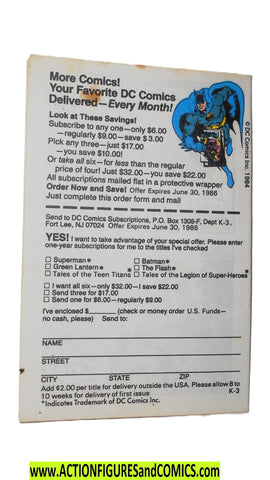 More Comics!
Your Favorite DC Comics
Delivered—Every Month!
Look at These Savings!
Subscribe to any one—only $6.00
—regularly $9.00—save $3.00
Pick any three—just $17.00
—you save $10.00!
Or take all six—for less than the regular
price of four! Just $32.00—you save $22.00
All subscriptions mailed flat in a protective wrapper
Order Now and Save! Offer Expires June 30, 1986
Just complete this order form and mail
© DC Comics Inc. 1984
Send to DC Comics Subscriptions, P.O. Box 1308-F, Dept K-3,
Fort Lee, NJ 07024 Offer Expires June 30, 1986
YES! I want to take advantage of your special offer. Please enter
one-year subscriptions for me to the titles I've checked
□ Superman* □ Batman*
□ Green Lantern* □ The Flash*
□ Tales of the Teen Titans* □ Tales of the Legion of Super-Heroes*
□ I want all six—only $32.00—save $22.00
□ Send three for $17.00
□ Send one for $6.00—regularly $9.00
I've enclosed $____ (check or money order U.S. Funds—
no cash, please) Send to:
NAME
STREET
CITY STATE ZIP
Add $2.00 per title for delivery outside the USA. Please allow 8 to
10 weeks for delivery of first issue K-3
*Indicates Trademark of DC Comics Inc.
www.ACTIONFIGURESandCOMICS.com